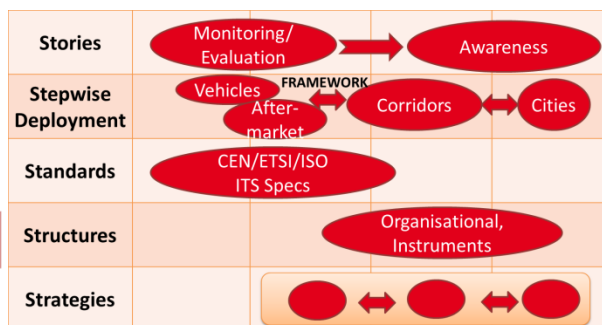 Stories
Monitoring/
Evaluation
Awareness
Stepwise
Deployment
Vehicles
After-
market
FRAMEWORK
Corridors
Cities
Standards
CEN/ETSI/ISO
ITS Specs
Structures
Organisational,
Instruments
Strategies